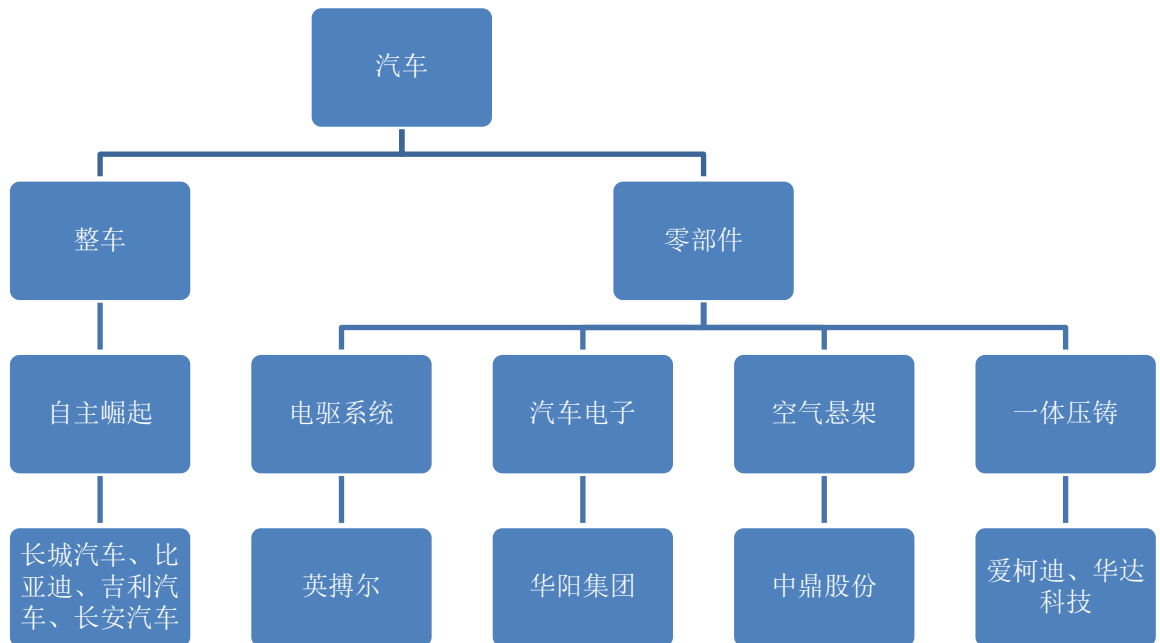 汽车
整车
零部件
自主崛起
电驱系统
汽车电子
空气悬架
一体压铸
长城汽车、比
亚迪、吉利汽
车、长安汽车
英搏尔
华阳集团
中鼎股份
爱柯迪、华达
科技